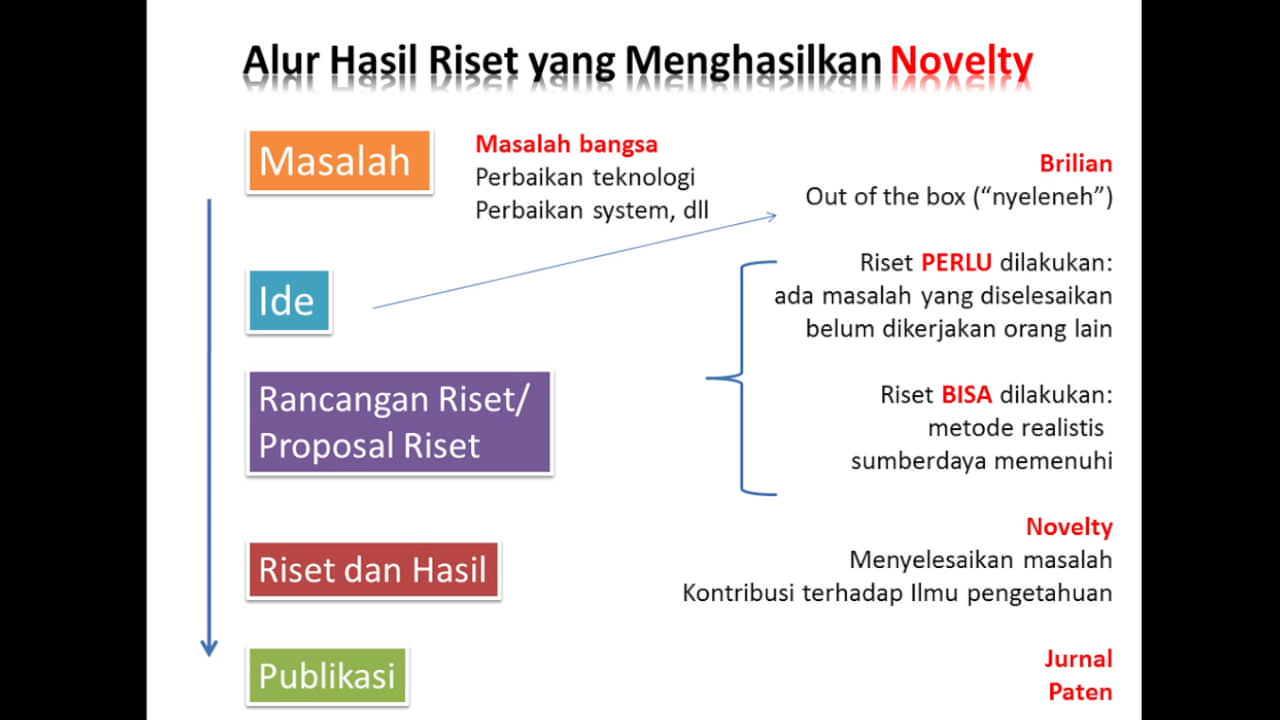 Alur Hasil Riset yang Menghasilkan Novelty
Masalah
Masalah bangsa
Perbaikan teknologi
Perbaikan system, dll
Brilian
Out of the box (“nyeleneh”)
Ide
Riset PERLU dilakukan:
ada masalah yang diselesaikan
belum dikerjakan orang lain
Rancangan Riset/
Proposal Riset
Riset BISA dilakukan:
metode realistis
sumberdaya memenuhi
Riset dan Hasil
Novelty
Menyelesaikan masalah
Kontribusi terhadap Ilmu pengetahuan
Publikasi
Jurnal
Paten